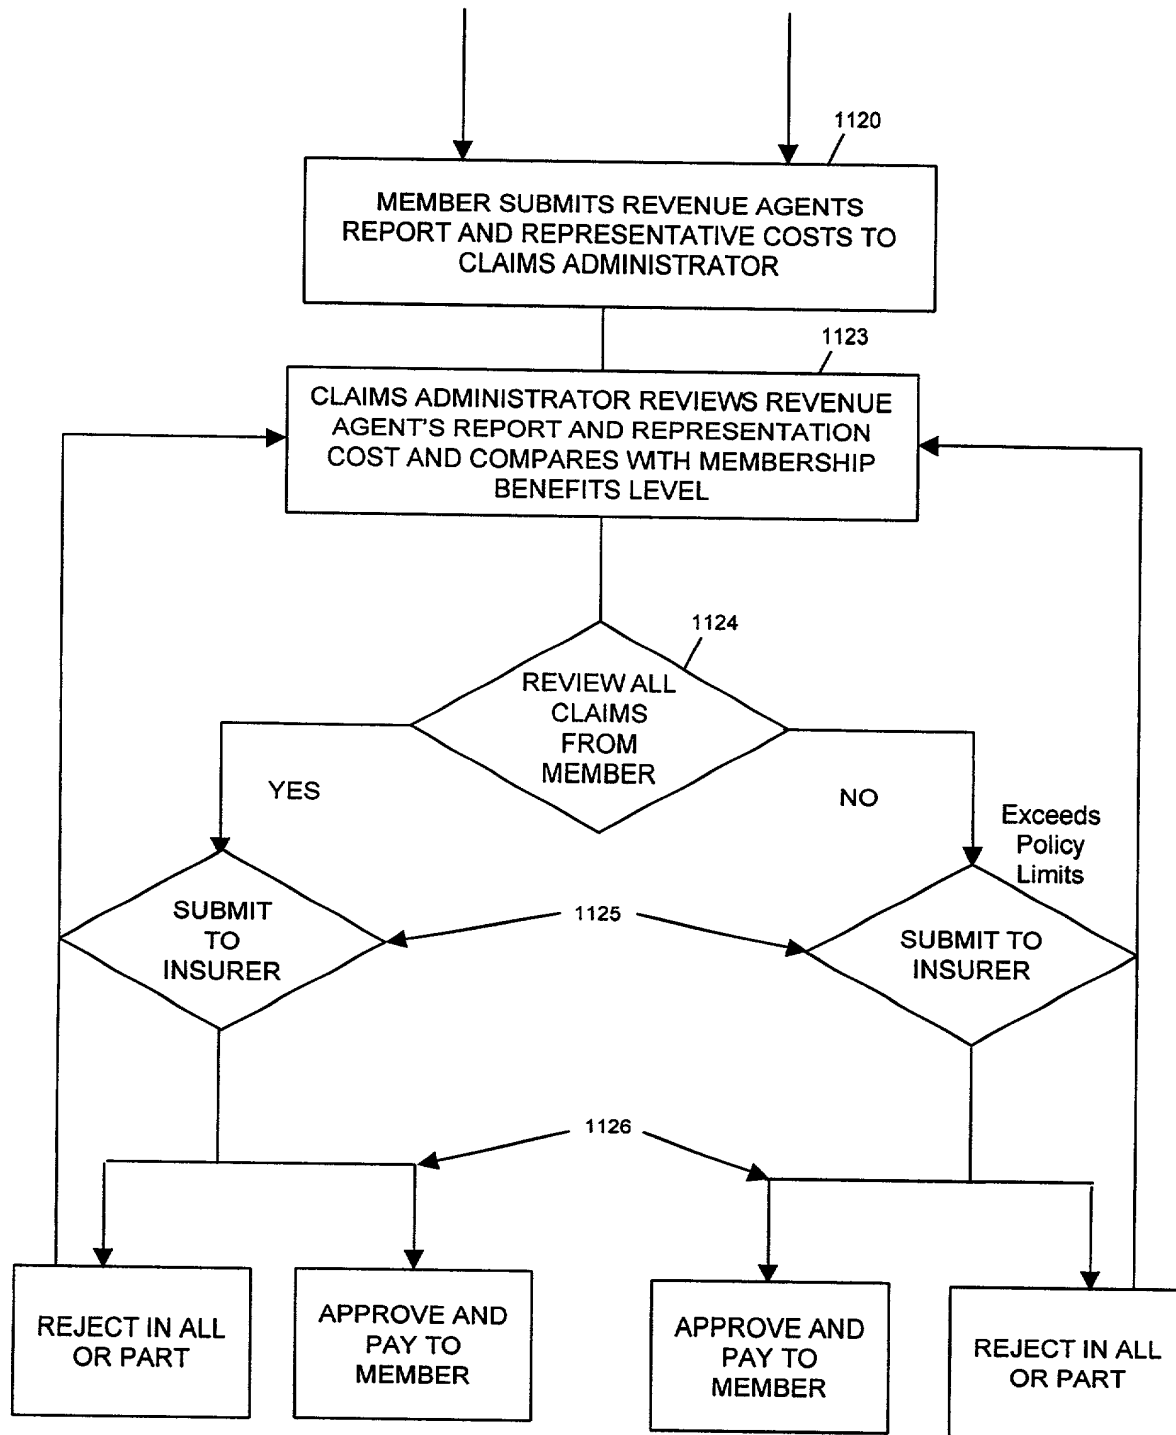 1120
MEMBER SUBMITS REVENUE AGENTS
REPORT AND REPRESENTATIVE COSTS TO
CLAIMS ADMINISTRATOR
1123
CLAIMS ADMINISTRATOR REVIEWS REVENUE
AGENT'S REPORT AND REPRESENTATION
COST AND COMPARES WITH MEMBERSHIP
BENEFITS LEVEL
1124
REVIEW ALL
CLAIMS
FROM
MEMBER
YES
NO
Exceeds
Policy
Limits
SUBMIT
TO
INSURER
1125
SUBMIT TO
INSURER
1126
REJECT IN ALL
OR PART
APPROVE AND
PAY TO
MEMBER
APPROVE AND
PAY TO
MEMBER
REJECT IN ALL
OR PART